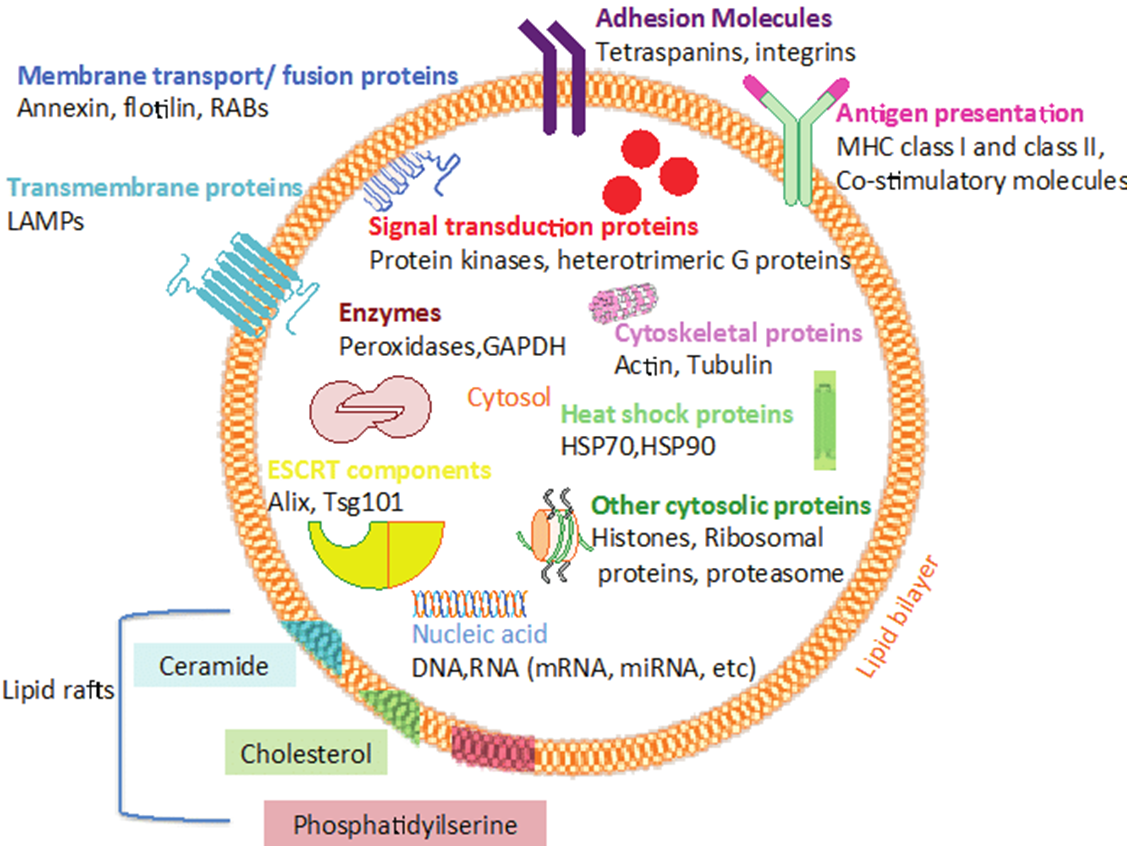 Adhesion Molecules
Tetraspanins, integrins
Membrane transport/ fusion proteins
Annexin, flotilin, RABs
Antigen presentation
MHC class I and class II,
Co-stimulatory molecules
Transmembrane proteins
LAMPs
Signal transduction proteins
Protein kinases, heterotrimeric G proteins
Enzymes
Peroxidases,GAPDH
Cytoskeletal proteins
Actin, Tubulin
Cytosol
Heat shock proteins
HSP70,HSP90
ESCRT components
Alix, Tsg101
Other cytosolic proteins
Histones, Ribosomal
proteins, proteasome
Lipid bilayer
Nucleic acid
DNA,RNA (mRNA, miRNA, etc)
Lipid rafts
Ceramide
Cholesterol
Phosphatidyilserine